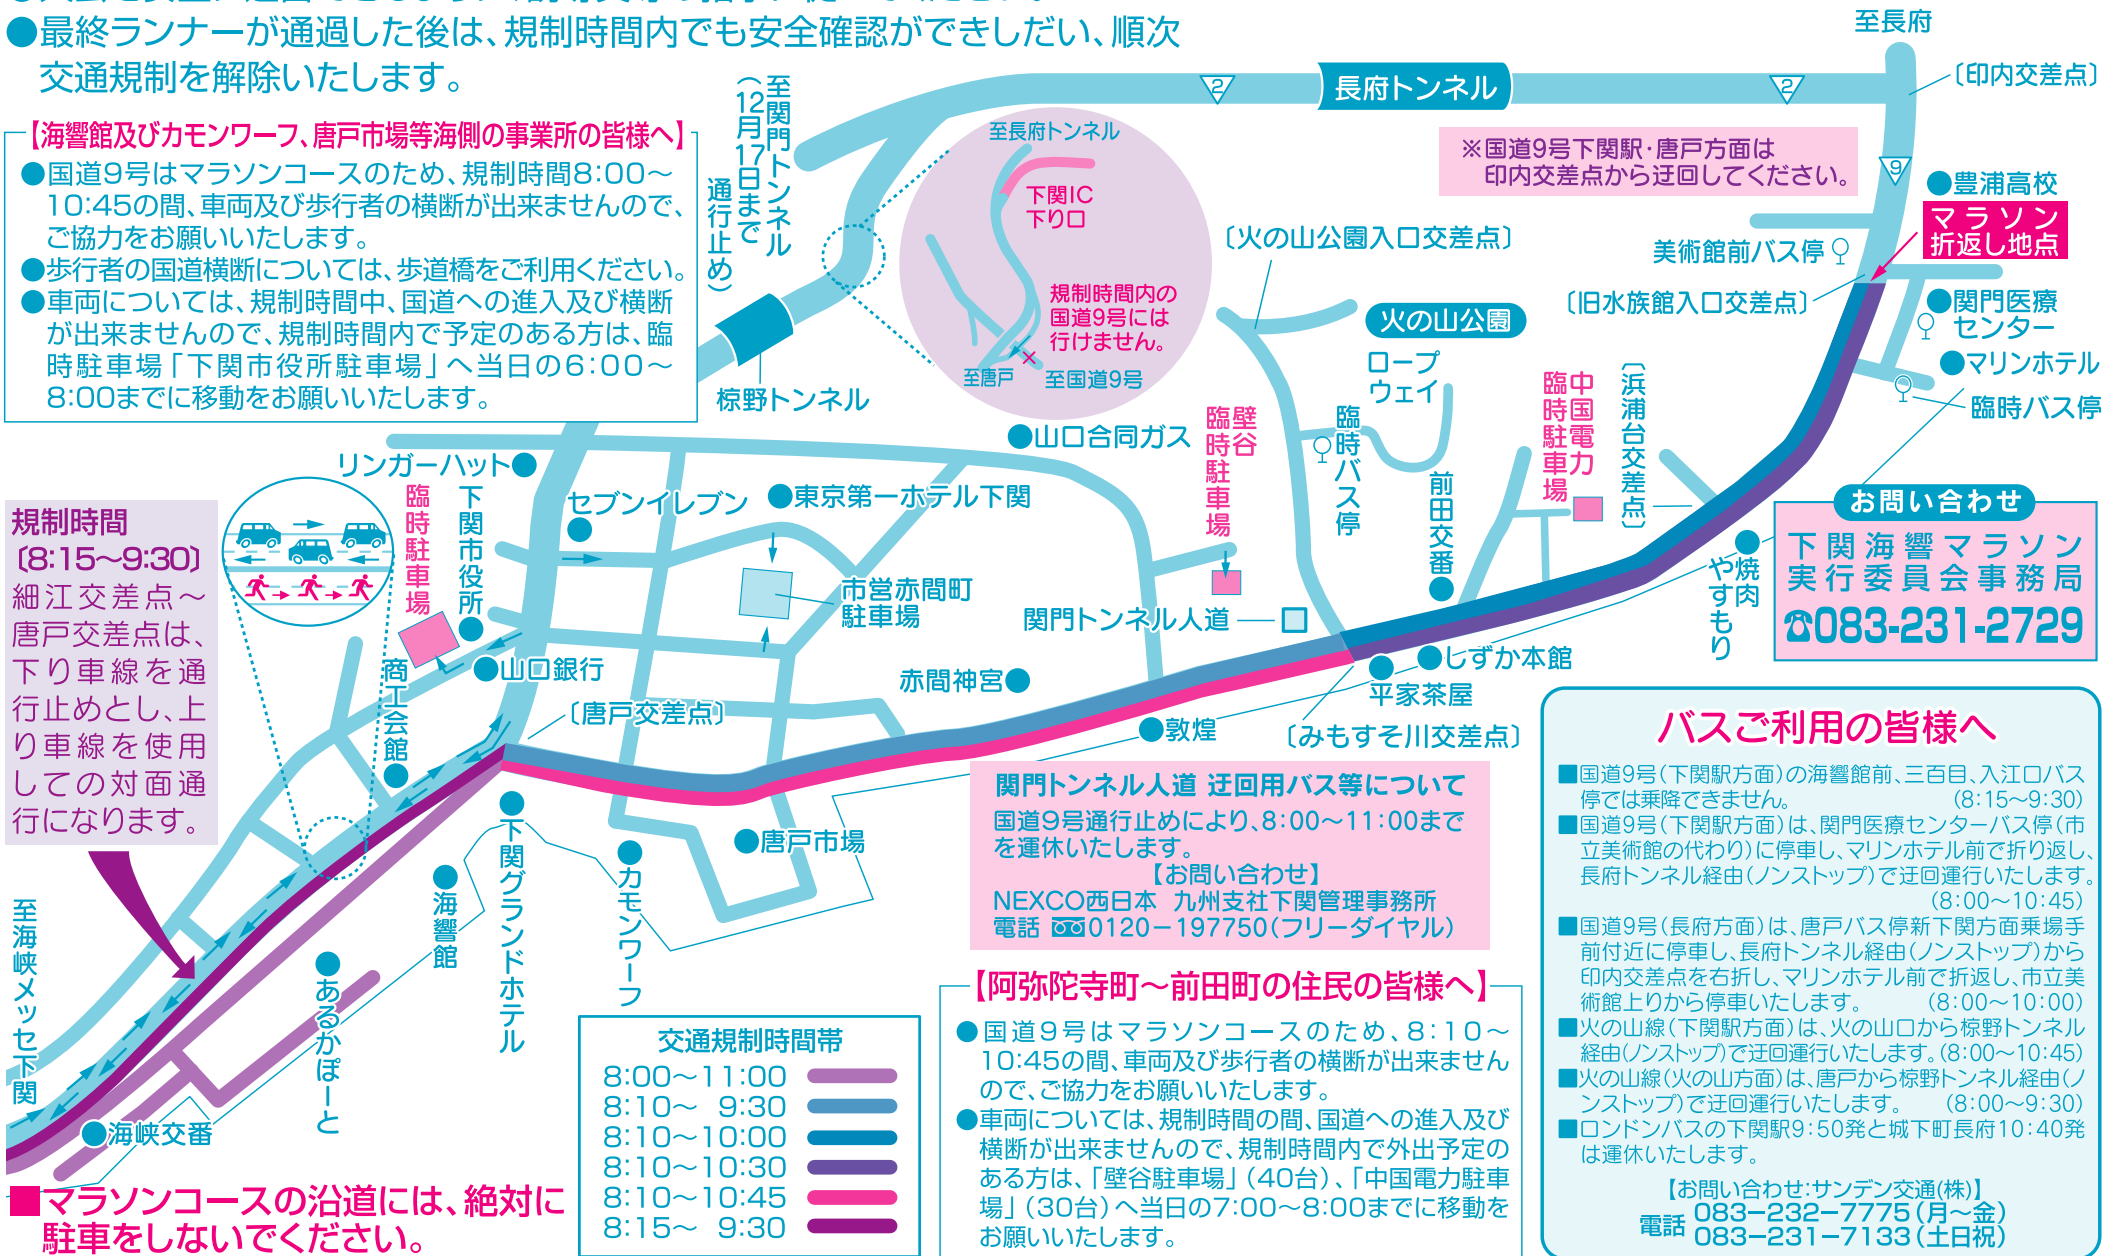 ●最終ランナーが通過した後は、規制時間内でも安全確認ができしだい、順次
交通規制を解除いたします。
【海響館及びカモンワーフ、唐戸市場等海側の事業所の皆様へ】
●国道9号はマラソンコースのため、規制時間8:00〜
10:45の間、車両及び歩行者の横断が出来ませんので、
ご協力をお願いいたします。
●歩行者の国道横断については、歩道橋をご利用ください。
●車両については、規制時間中、国道への進入及び横断
が出来ませんので、規制時間内で予定のある方は、臨
時駐車場「下関市役所駐車場」へ当日の6:00〜
8:00までに移動をお願いいたします。
至関門トンネル
（12月17日まで
通行止め）
椋野トンネル
2
長府トンネル
2
至長府
〔印内交差点〕
※国道9号下関駅・唐戸方面は
印内交差点から迂回してください。
9
●豊浦高校
マラソン
折返し地点
美術館前バス停
〔旧水族館入口交差点〕
●関門医療
センター
●マリンホテル
臨時バス停
至長府トンネル
下関IC
下り口
規制時間内の
国道9号には
行けません。
×
至唐戸
至国道9号
〔火の山公園入口交差点〕
火の山公園
ロープ
ウェイ
臨時バス停
壁谷
臨時駐車場
中国電力
臨時駐車場
〔浜浦台交差点〕
前田交番
●山口合同ガス
リンガーハット●
セブンイレブン
●東京第一ホテル下関
臨時駐車場
下関市役所
市営赤間町
駐車場
関門トンネル人道
赤間神宮●
商工会館
●山口銀行
〔唐戸交差点〕
●敦煌
〔みもすそ川交差点〕
平家茶屋
●しずか本館
焼肉
やすもり
規制時間
〔8:15〜9:30〕
細江交差点〜
唐戸交差点は、
下り車線を通
行止めとし、上
り車線を使用
しての対面通
行になります。
至海峡メッセ下関
●あるかぽーと
●海峡交番
●海響館
●下関グランドホテル
●カモンワーフ
●唐戸市場
■マラソンコースの沿道には、絶対に
駐車をしないでください。
交通規制時間帯
8:00〜11:00
8:10〜 9:30
8:10〜10:00
8:10〜10:30
8:10〜10:45
8:15〜 9:30
関門トンネル人道 迂回用バス等について
国道9号通行止めにより、8:00〜11:00まで
を運休いたします。
【お問い合わせ】
NEXCO西日本 九州支社下関管理事務所
電話 0120−197750（フリーダイヤル）
【阿弥陀寺町〜前田町の住民の皆様へ】
●国道9号はマラソンコースのため、8:10〜
10:45の間、車両及び歩行者の横断が出来ません
ので、ご協力をお願いいたします。
●車両については、規制時間の間、国道への進入及び
横断が出来ませんので、規制時間内で外出予定の
ある方は、「壁谷駐車場」（40台）、「中国電力駐車
場」（30台）へ当日の7:00〜8:00までに移動を
お願いいたします。
お問い合わせ
下関海響マラソン
実行委員会事務局
☎083-231-2729
バスご利用の皆様へ
■国道9号（下関駅方面）の海響館前、三百目、入江口バス
停では乗降できません。 （8:15〜9:30）
■国道9号（下関駅方面）は、関門医療センターバス停（市
立美術館の代わり）に停車し、マリンホテル前で折り返し、
長府トンネル経由（ノンストップ）で迂回運行いたします。
（8:00〜10:45）
■国道9号（長府方面）は、唐戸バス停新下関方面乗場手
前付近に停車し、長府トンネル経由（ノンストップ）から
印内交差点を右折し、マリンホテル前で折返し、市立美
術館上りから停車いたします。 （8:00〜10:00）
■火の山線（下関駅方面）は、火の山口から椋野トンネル
経由（ノンストップ）で迂回運行いたします。（8:00〜10:45）
■火の山線（火の山方面）は、唐戸から椋野トンネル経由（ノ
ンストップ）で迂回運行いたします。 （8:00〜9:30）
■ロンドンバスの下関駅9:50発と城下町長府10:40発
は運休いたします。
【お問い合わせ:サンデン交通(株)】
電話 083−232−7775（月〜金）
083−231−7133（土日祝）